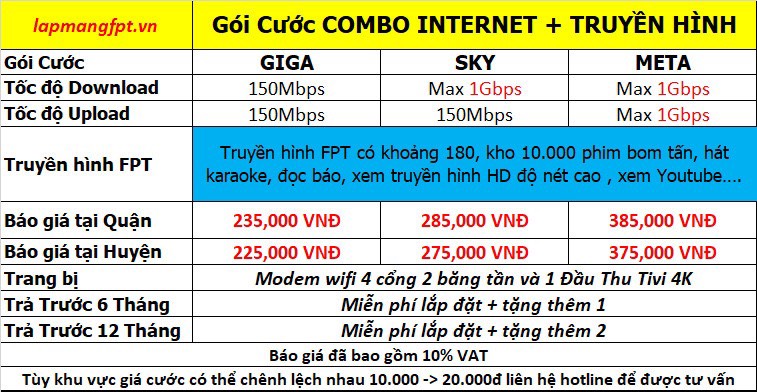 lapmangfpt.vn Gói Cước COMBO INTERNET + TRUYỀN HÌNH
Gói Cước GIGA SKY META
Tốc độ Download 150Mbps Max 1Gbps Max 1Gbps
Tốc độ Upload 150Mbps 150Mbps Max 1Gbps
Truyền hình FPT Truyền hình FPT có khoảng 180, kho 10.000 phim bom tấn, hát
karaoke, đọc báo, xem truyền hình HD độ nét cao , xem Youtube....
Báo giá tại Quận 235,000 VNĐ 285,000 VNĐ 385,000 VNĐ
Báo giá tại Huyện 225,000 VNĐ 275,000 VNĐ 375,000 VNĐ
Trang bị Modem wifi 4 cổng 2 băng tần và 1 Đầu Thu Tivi 4K
Trả Trước 6 Tháng Miễn phí lắp đặt + tặng thêm 1
Trả Trước 12 Tháng Miễn phí lắp đặt + tặng thêm 2
Báo giá đã bao gồm 10% VAT
Tùy khu vực giá cước có thể chênh lệch nhau 10.000 -> 20.000đ liên hệ hotline để được tư vấn